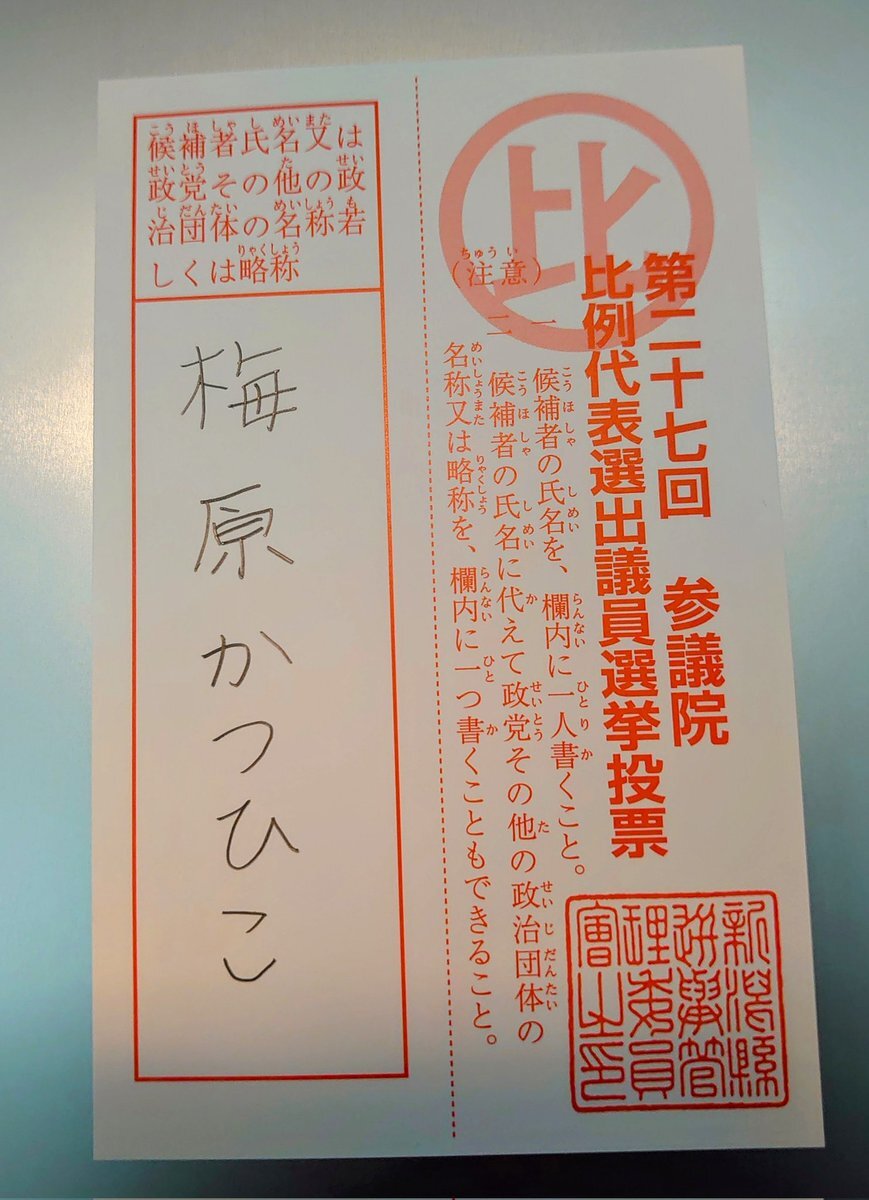 比
第二十七回 参議院
比例代表選出議員選挙投票
(注意)
一 候補者の氏名を、欄内に一人書くこと。
二 候補者の氏名に代えて政党その他の政治団体の
名称又は略称を、欄内に一つ書くこともできること。
新潟縣
選擧管
理委員
會之印
候補者氏名又は
政党その他の政
治団体の名称若
しくは略称
梅原かつひこ